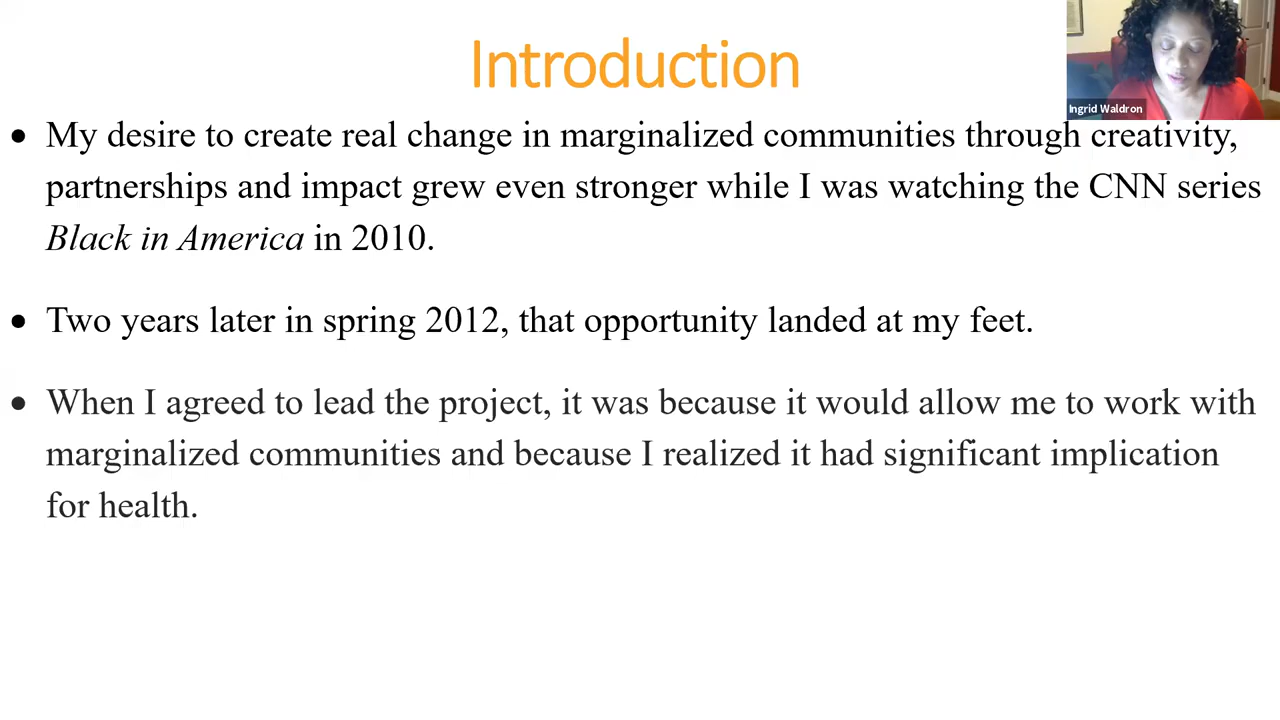 Introduction
Ingrid Waldron
• My desire to create real change in marginalized communities through creativity,
partnerships and impact grew even stronger while I was watching the CNN series
Black in America in 2010.
• Two years later in spring 2012, that opportunity landed at my feet.
• When I agreed to lead the project, it was because it would allow me to work with
marginalized communities and because I realized it had significant implication
for health.